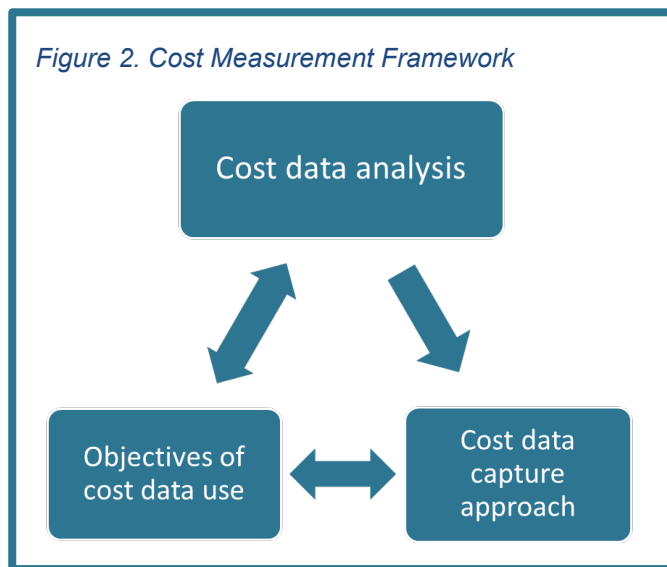 Figure 2. Cost Measurement Framework
Cost data analysis
Objectives of
cost data use
Cost data
capture
approach